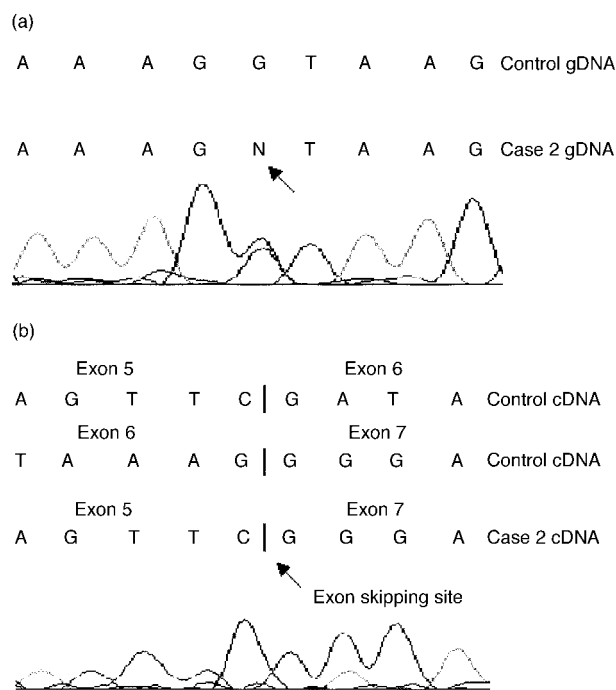 (a)
A A A G G T A A G Control gDNA
A A A G N T A A G Case 2 gDNA
(b)
Exon 5 Exon 6
A G T T C | G A T A Control cDNA
Exon 6 Exon 7
T A A A G | G G G A Control cDNA
Exon 5 Exon 7
A G T T C | G G G A Case 2 cDNA
Exon skipping site